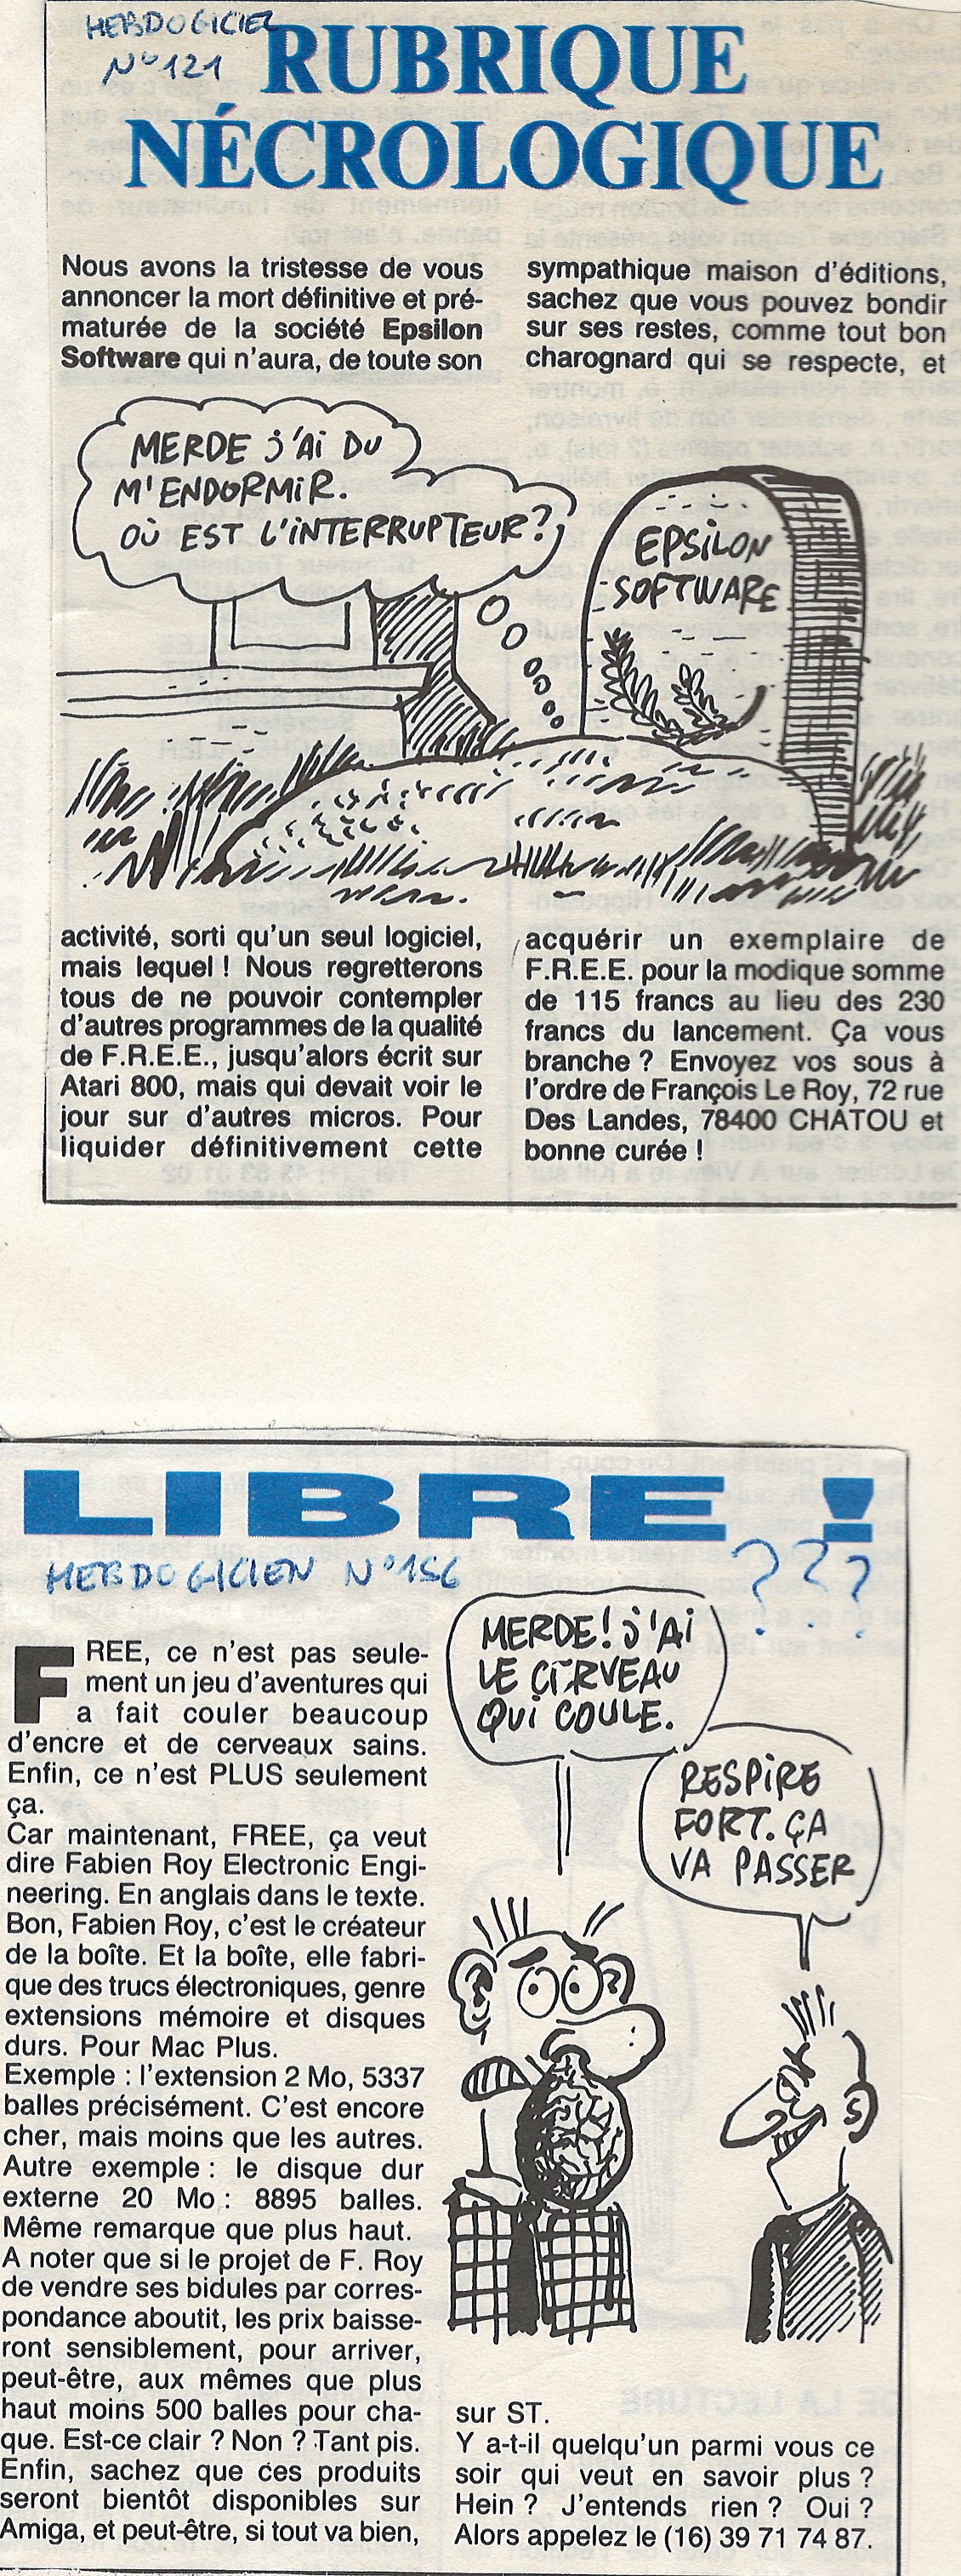 HEBDOGICIEL
N° 121
RUBRIQUE
NÉCROLOGIQUE
Nous avons la tristesse de vous
annoncer la mort définitive et pré-
maturée de la société Epsilon
Software qui n'aura, de toute son
MERDE J'AI DU
M'ENDORMIR.
OÙ EST L'INTERRUPTEUR?
EPSILON
SOFTWARE
activité, sorti qu'un seul logiciel,
mais lequel ! Nous regretterons
tous de ne pouvoir contempler
d'autres programmes de la qualité
de F.R.E.E., jusqu'alors écrit sur
Atari 800, mais qui devait voir le
jour sur d'autres micros. Pour
liquider définitivement cette
sympathique maison d'éditions,
sachez que vous pouvez bondir
sur ses restes, comme tout bon
charognard qui se respecte, et
acquérir un exemplaire de
F.R.E.E. pour la modique somme
de 115 francs au lieu des 230
francs du lancement. Ça vous
branche ? Envoyez vos sous à
l'ordre de François Le Roy, 72 rue
Des Landes, 78400 CHATOU et
bonne curée !
LIBRE !
HEBDOGICIEN N° 156
???
FREE, ce n'est pas seule-
ment un jeu d'aventures qui
a fait couler beaucoup
d'encre et de cerveaux sains.
Enfin, ce n'est PLUS seulement
ça.
Car maintenant, FREE, ça veut
dire Fabien Roy Electronic Engi-
neering. En anglais dans le texte.
Bon, Fabien Roy, c'est le créateur
de la boîte. Et la boîte, elle fabri-
que des trucs électroniques, genre
extensions mémoire et disques
durs. Pour Mac Plus.
Exemple : l'extension 2 Mo, 5337
balles précisément. C'est encore
cher, mais moins que les autres.
Autre exemple : le disque dur
externe 20 Mo : 8895 balles.
Même remarque que plus haut.
A noter que si le projet de F. Roy
de vendre ses bidules par corres-
pondance aboutit, les prix baisse-
ront sensiblement, pour arriver,
peut-être, aux mêmes que plus
haut moins 500 balles pour cha-
que. Est-ce clair ? Non ? Tant pis.
Enfin, sachez que ces produits
seront bientôt disponibles sur
Amiga, et peut-être, si tout va bien,
MERDE! J'AI
LE CERVEAU
QUI COULE.
RESPIRE
FORT. ÇA
VA PASSER
sur ST.
Y a-t-il quelqu'un parmi vous ce
soir qui veut en savoir plus ?
Hein ? J'entends rien ? Oui ?
Alors appelez le (16) 39 71 74 87.